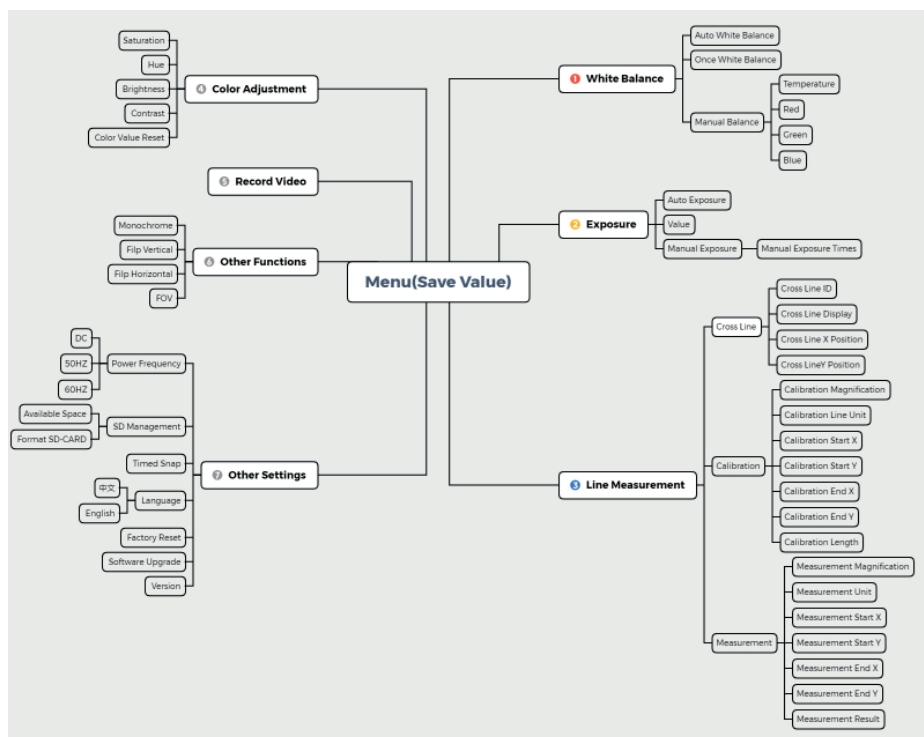 Menu(Save Value)
1 White Balance
Auto White Balance
Once White Balance
Manual Balance
Temperature
Red
Green
Blue
2 Exposure
Auto Exposure
Value
Manual Exposure
Manual Exposure Times
3 Line Measurement
Cross Line
Cross Line ID
Cross Line Display
Cross Line X Position
Cross LineY Position
Calibration
Calibration Magnification
Calibration Line Unit
Calibration Start X
Calibration Start Y
Calibration End X
Calibration End Y
Calibration Length
Measurement
Measurement Magnification
Measurement Unit
Measurement Start X
Measurement Start Y
Measurement End X
Measurement End Y
Measurement Result
4 Color Adjustment
Saturation
Hue
Brightness
Contrast
Color Value Reset
5 Record Video
6 Other Functions
Monochrome
Filp Vertical
Filp Horizontal
FOV
7 Other Settings
Power Frequency
DC
50HZ
60HZ
SD Management
Available Space
Format SD-CARD
Timed Snap
Language
中文
English
Factory Reset
Software Upgrade
Version